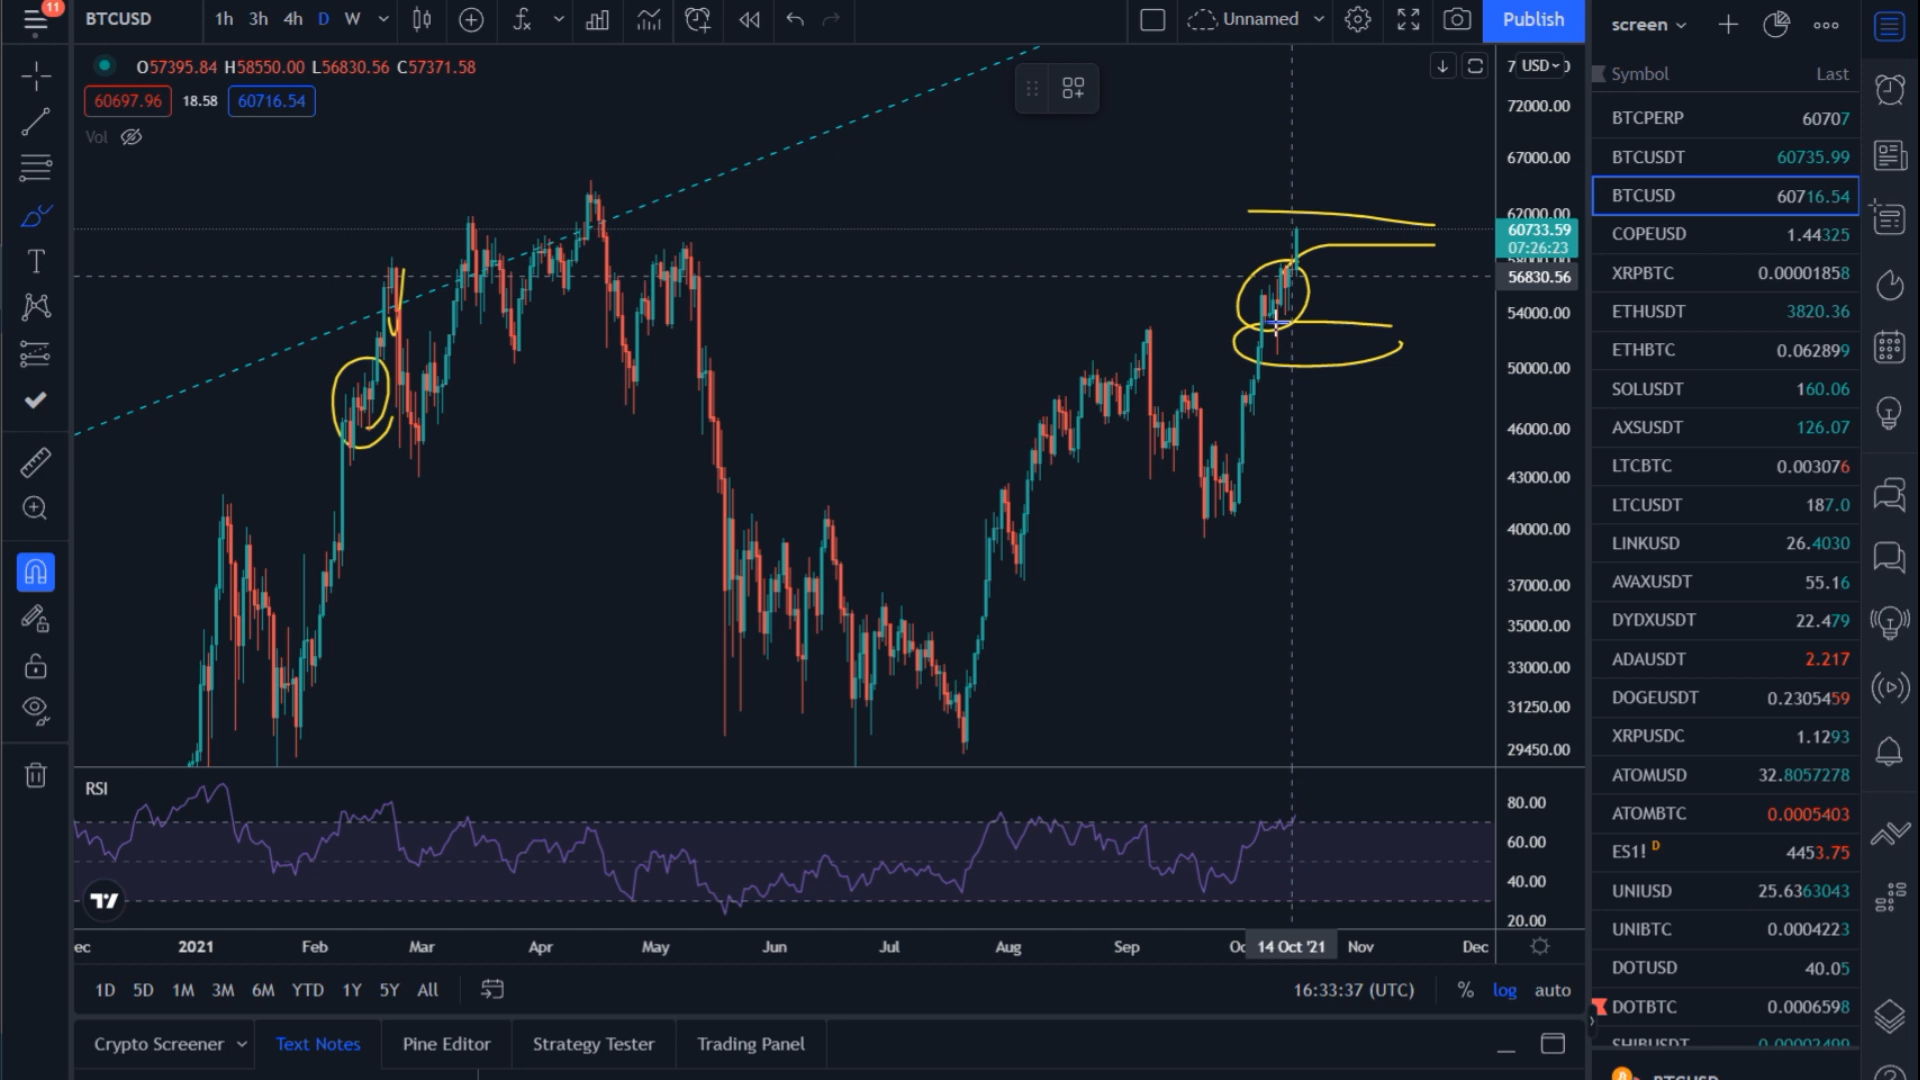 11
BTCUSD
1h 3h 4h D W
Unnamed
Publish
screen
O57395.84 H58550.00 L56830.56 C57371.58
60697.96 18.58 60716.54
Vol
USD
72000.00
67000.00
62000.00
60733.59
07:26:23
56830.56
54000.00
50000.00
46000.00
43000.00
40000.00
37000.00
35000.00
33000.00
31250.00
29450.00
RSI
80.00
60.00
40.00
20.00
ec 2021 Feb Mar Apr May Jun Jul Aug Sep Oc 14 Oct '21 Nov Dec
1D 5D 1M 3M 6M YTD 1Y 5Y All
16:33:37 (UTC) % log auto
Crypto Screener Text Notes Pine Editor Strategy Tester Trading Panel
Symbol Last
BTCPERP 60707
BTCUSDT 60735.99
BTCUSD 60716.54
COPEUSD 1.44325
XRPBTC 0.00001858
ETHUSDT 3820.36
ETHBTC 0.062899
SOLUSDT 160.06
AXSUSDT 126.07
LTCBTC 0.003076
LTCUSDT 187.0
LINKUSD 26.4030
AVAXUSDT 55.16
DYDXUSDT 22.479
ADAUSDT 2.217
DOGEUSDT 0.2305459
XRPUSDC 1.1293
ATOMUSD 32.8057278
ATOMBTC 0.0005403
ES1! D 4453.75
UNIUSD 25.6363043
UNIBTC 0.0004223
DOTUSD 40.05
DOTBTC 0.0006598